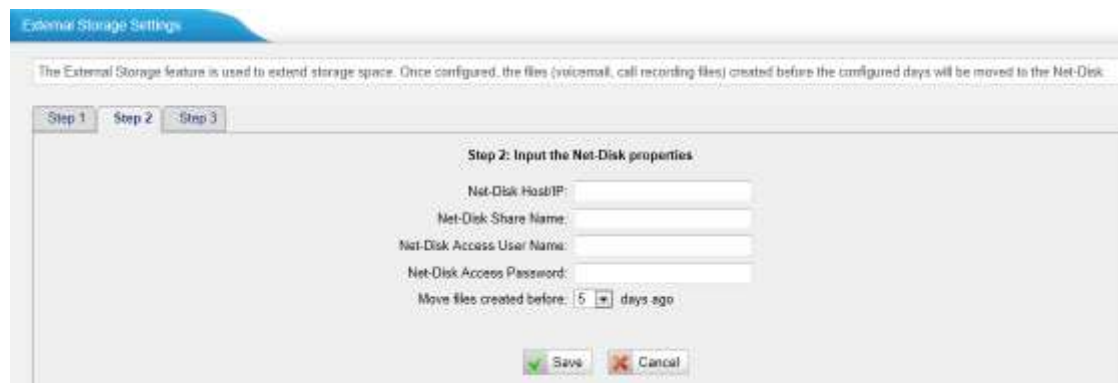 External Storage Settings
The External Storage feature is used to extend storage space. Once configured, the files (voicemail, call recording files) created before the configured days will be moved to the Net-Disk
Step 1 Step 2 Step 3
Step 2: Input the Net-Disk properties
Net-Disk Host/IP:
Net-Disk Share Name:
Net-Disk Access User Name:
Net-Disk Access Password:
Move files created before: 5 days ago
Save Cancel